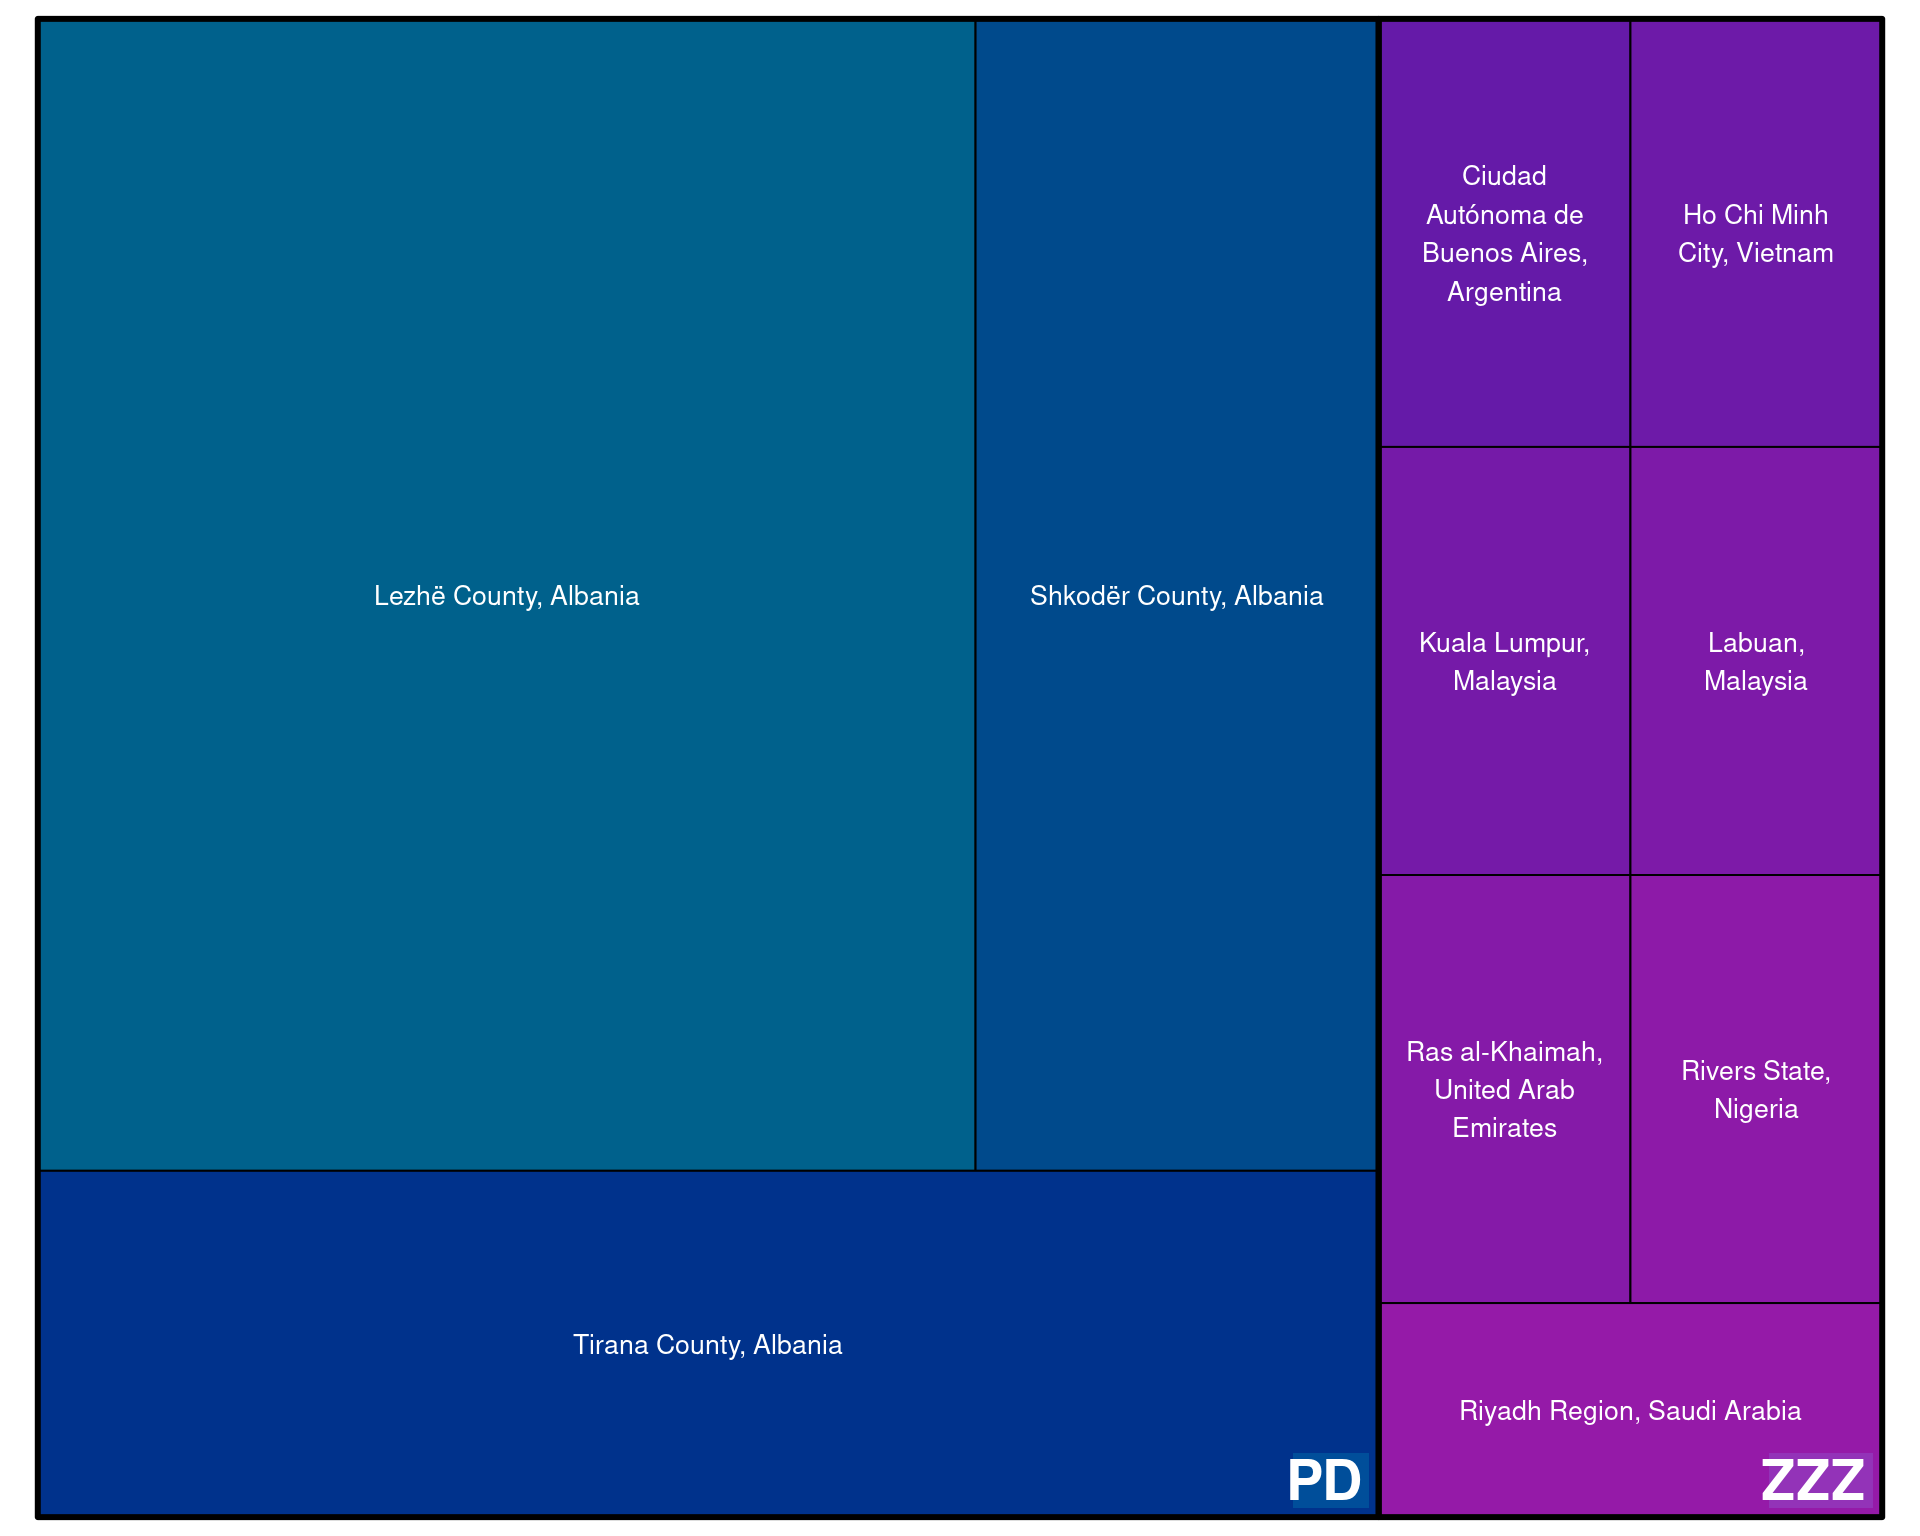 Lezhë County, Albania
Shkodër County, Albania
Tirana County, Albania
PD
Ciudad
Autónoma de
Buenos Aires,
Argentina
Ho Chi Minh
City, Vietnam
Kuala Lumpur,
Malaysia
Labuan,
Malaysia
Ras al-Khaimah,
United Arab
Emirates
Rivers State,
Nigeria
Riyadh Region, Saudi Arabia
ZZZ